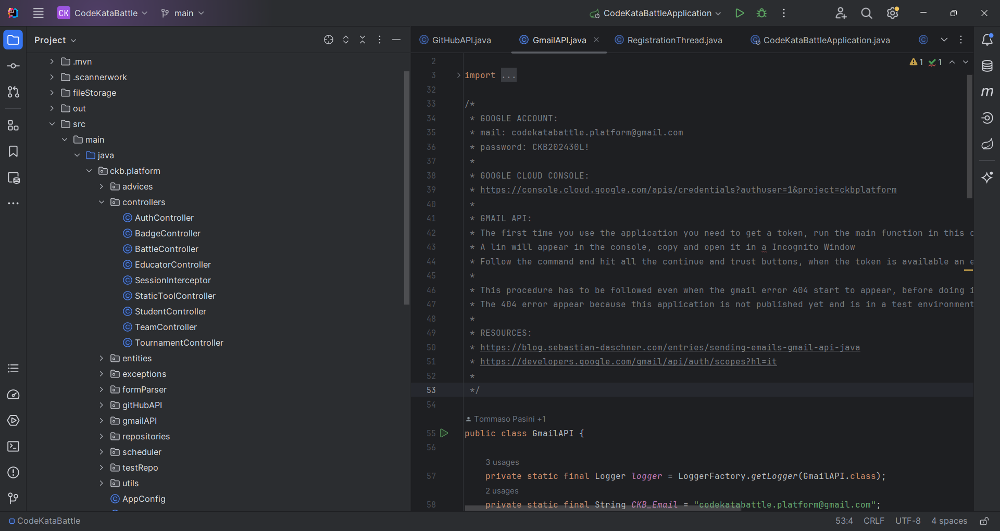 CK CodeKataBattle main CodeKataBattleApplication
Project
.mvn
.scannerwork
fileStorage
out
src
main
java
ckb.platform
advices
controllers
AuthController
BadgeController
BattleController
EducatorController
SessionInterceptor
StaticToolController
StudentController
TeamController
TournamentController
entities
exceptions
formParser
gitHubAPI
gmailAPI
repositories
scheduler
testRepo
utils
AppConfig
GitHubAPI.java GmailAPI.java RegistrationThread.java CodeKataBattleApplication.java
1 1
2
3 import ...
32
33 /*
34 * GOOGLE ACCOUNT:
35 * mail: codekatabattle.platform@gmail.com
36 * password: CKB202430L!
37 *
38 * GOOGLE CLOUD CONSOLE:
39 * https://console.cloud.google.com/apis/credentials?authuser=1&project=ckbplatform
40 *
41 * GMAIL API:
42 * The first time you use the application you need to get a token, run the main function in this c
43 * A lin will appear in the console, copy and open it in a Incognito Window
44 * Follow the command and hit all the continue and trust buttons, when the token is available an e
45 *
46 * This procedure has to be followed even when the gmail error 404 start to appear, before doing i
47 * The 404 error appear because this application is not published yet and is in a test environment
48 *
49 * RESOURCES:
50 * https://blog.sebastian-daschner.com/entries/sending-emails-gmail-api-java
51 * https://developers.google.com/gmail/api/auth/scopes?hl=it
52 *
53 */
54
Tommaso Pasini +1
55 public class GmailAPI {
56
3 usages
57 private static final Logger logger = LoggerFactory.getLogger(GmailAPI.class);
2 usages
58 private static final String CKB_Email = "codekatabattle.platform@gmail.com";
CodeKataBattle 53:4 CRLF UTF-8 4 spaces